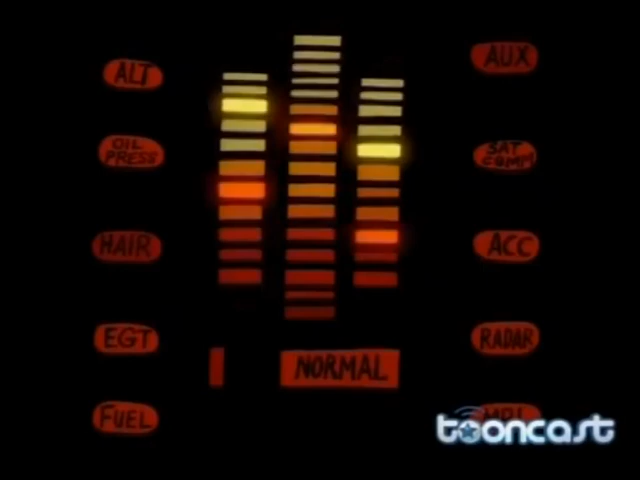 ALT
OIL
PRESS
HAIR
EGT
FUEL
AUX
SAT
COMM
ACC
RADAR
NORMAL
tooncast